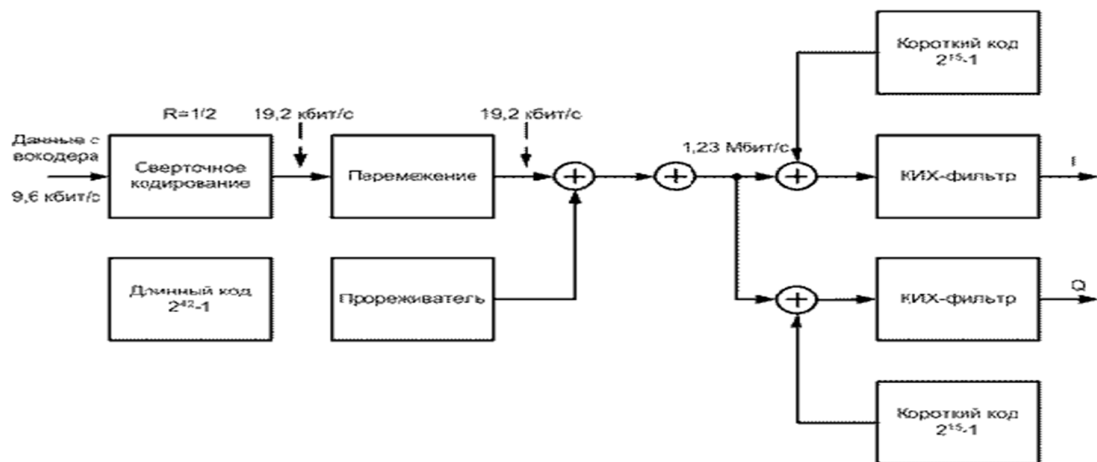 Короткий код
2¹⁵-1
R=1/2
19,2 кбит/с
19,2 кбит/с
Данные с
вокодера
9,6 кбит/с
Сверточное
кодирование
Перемежение
1,23 Мбит/с
КИХ-фильтр
I
Длинный код
2⁴²-1
Прореживатель
КИХ-фильтр
Q
Короткий код
2¹⁵-1